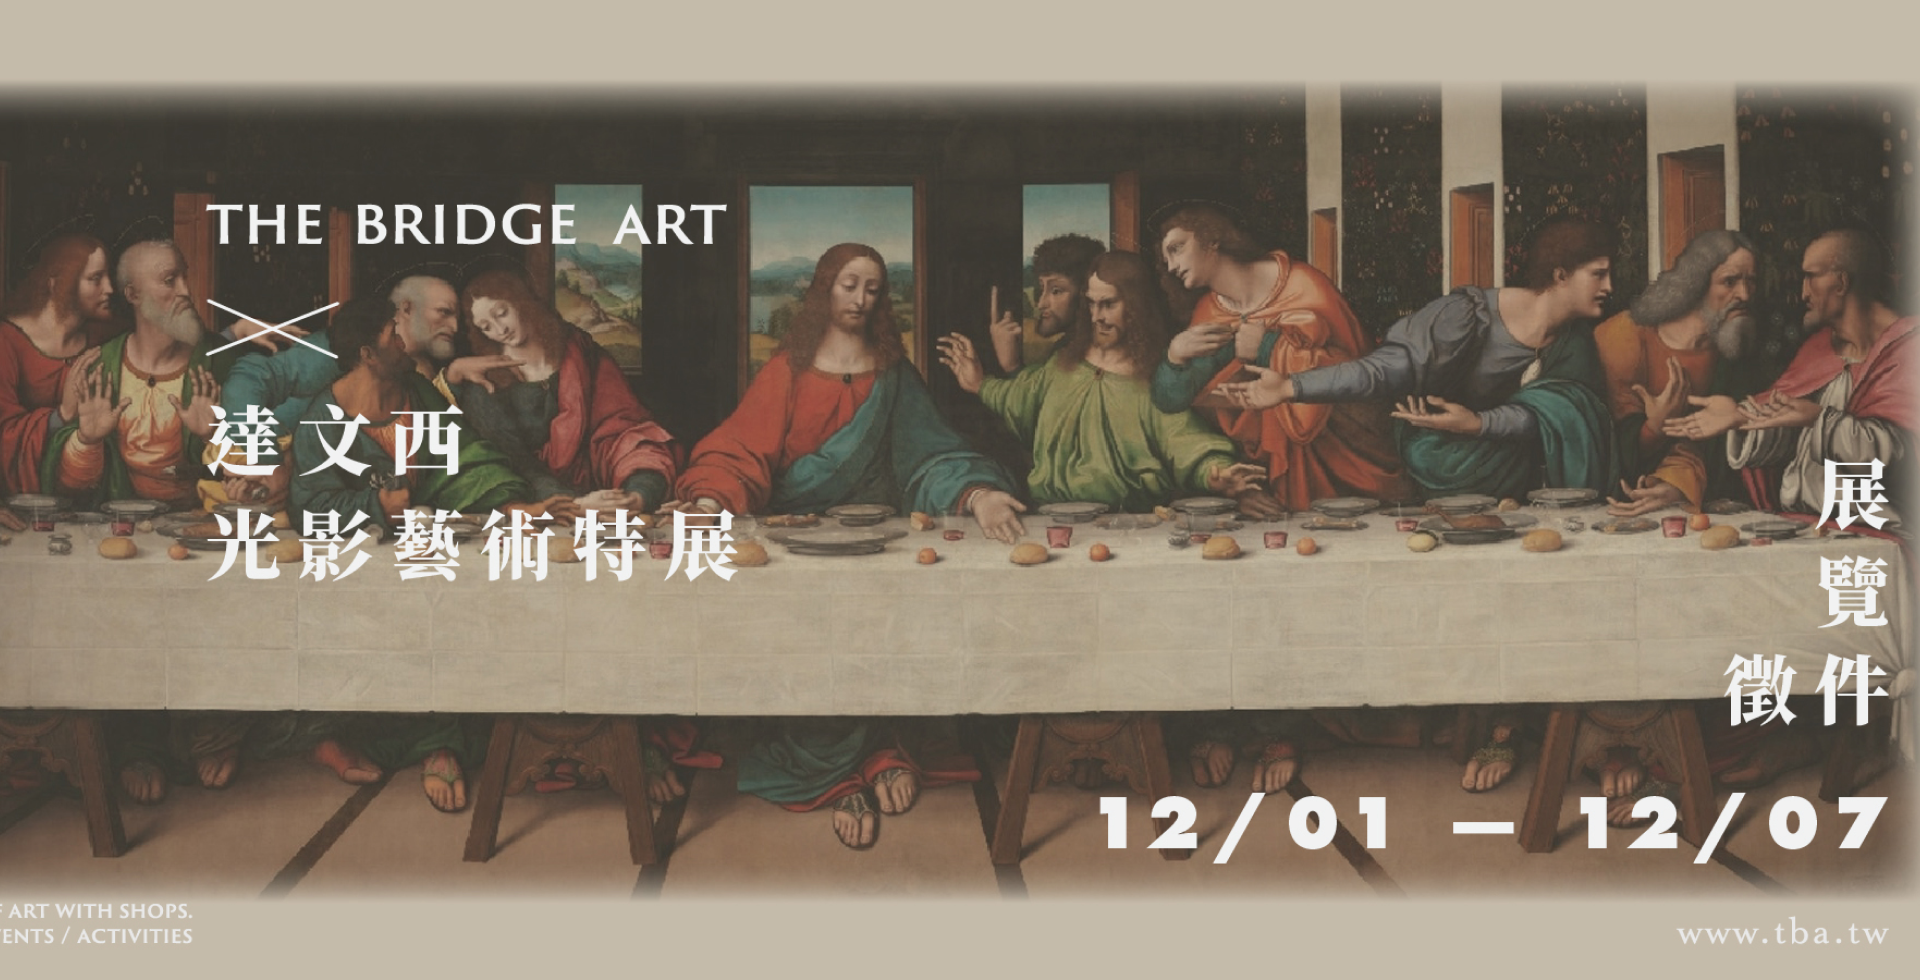 THE BRIDGE ART
達文西
光影藝術特展
展
覽
徵件
12/01 — 12/07
ART WITH SHOPS.
/ ACTIVITIES
www.tba.tw